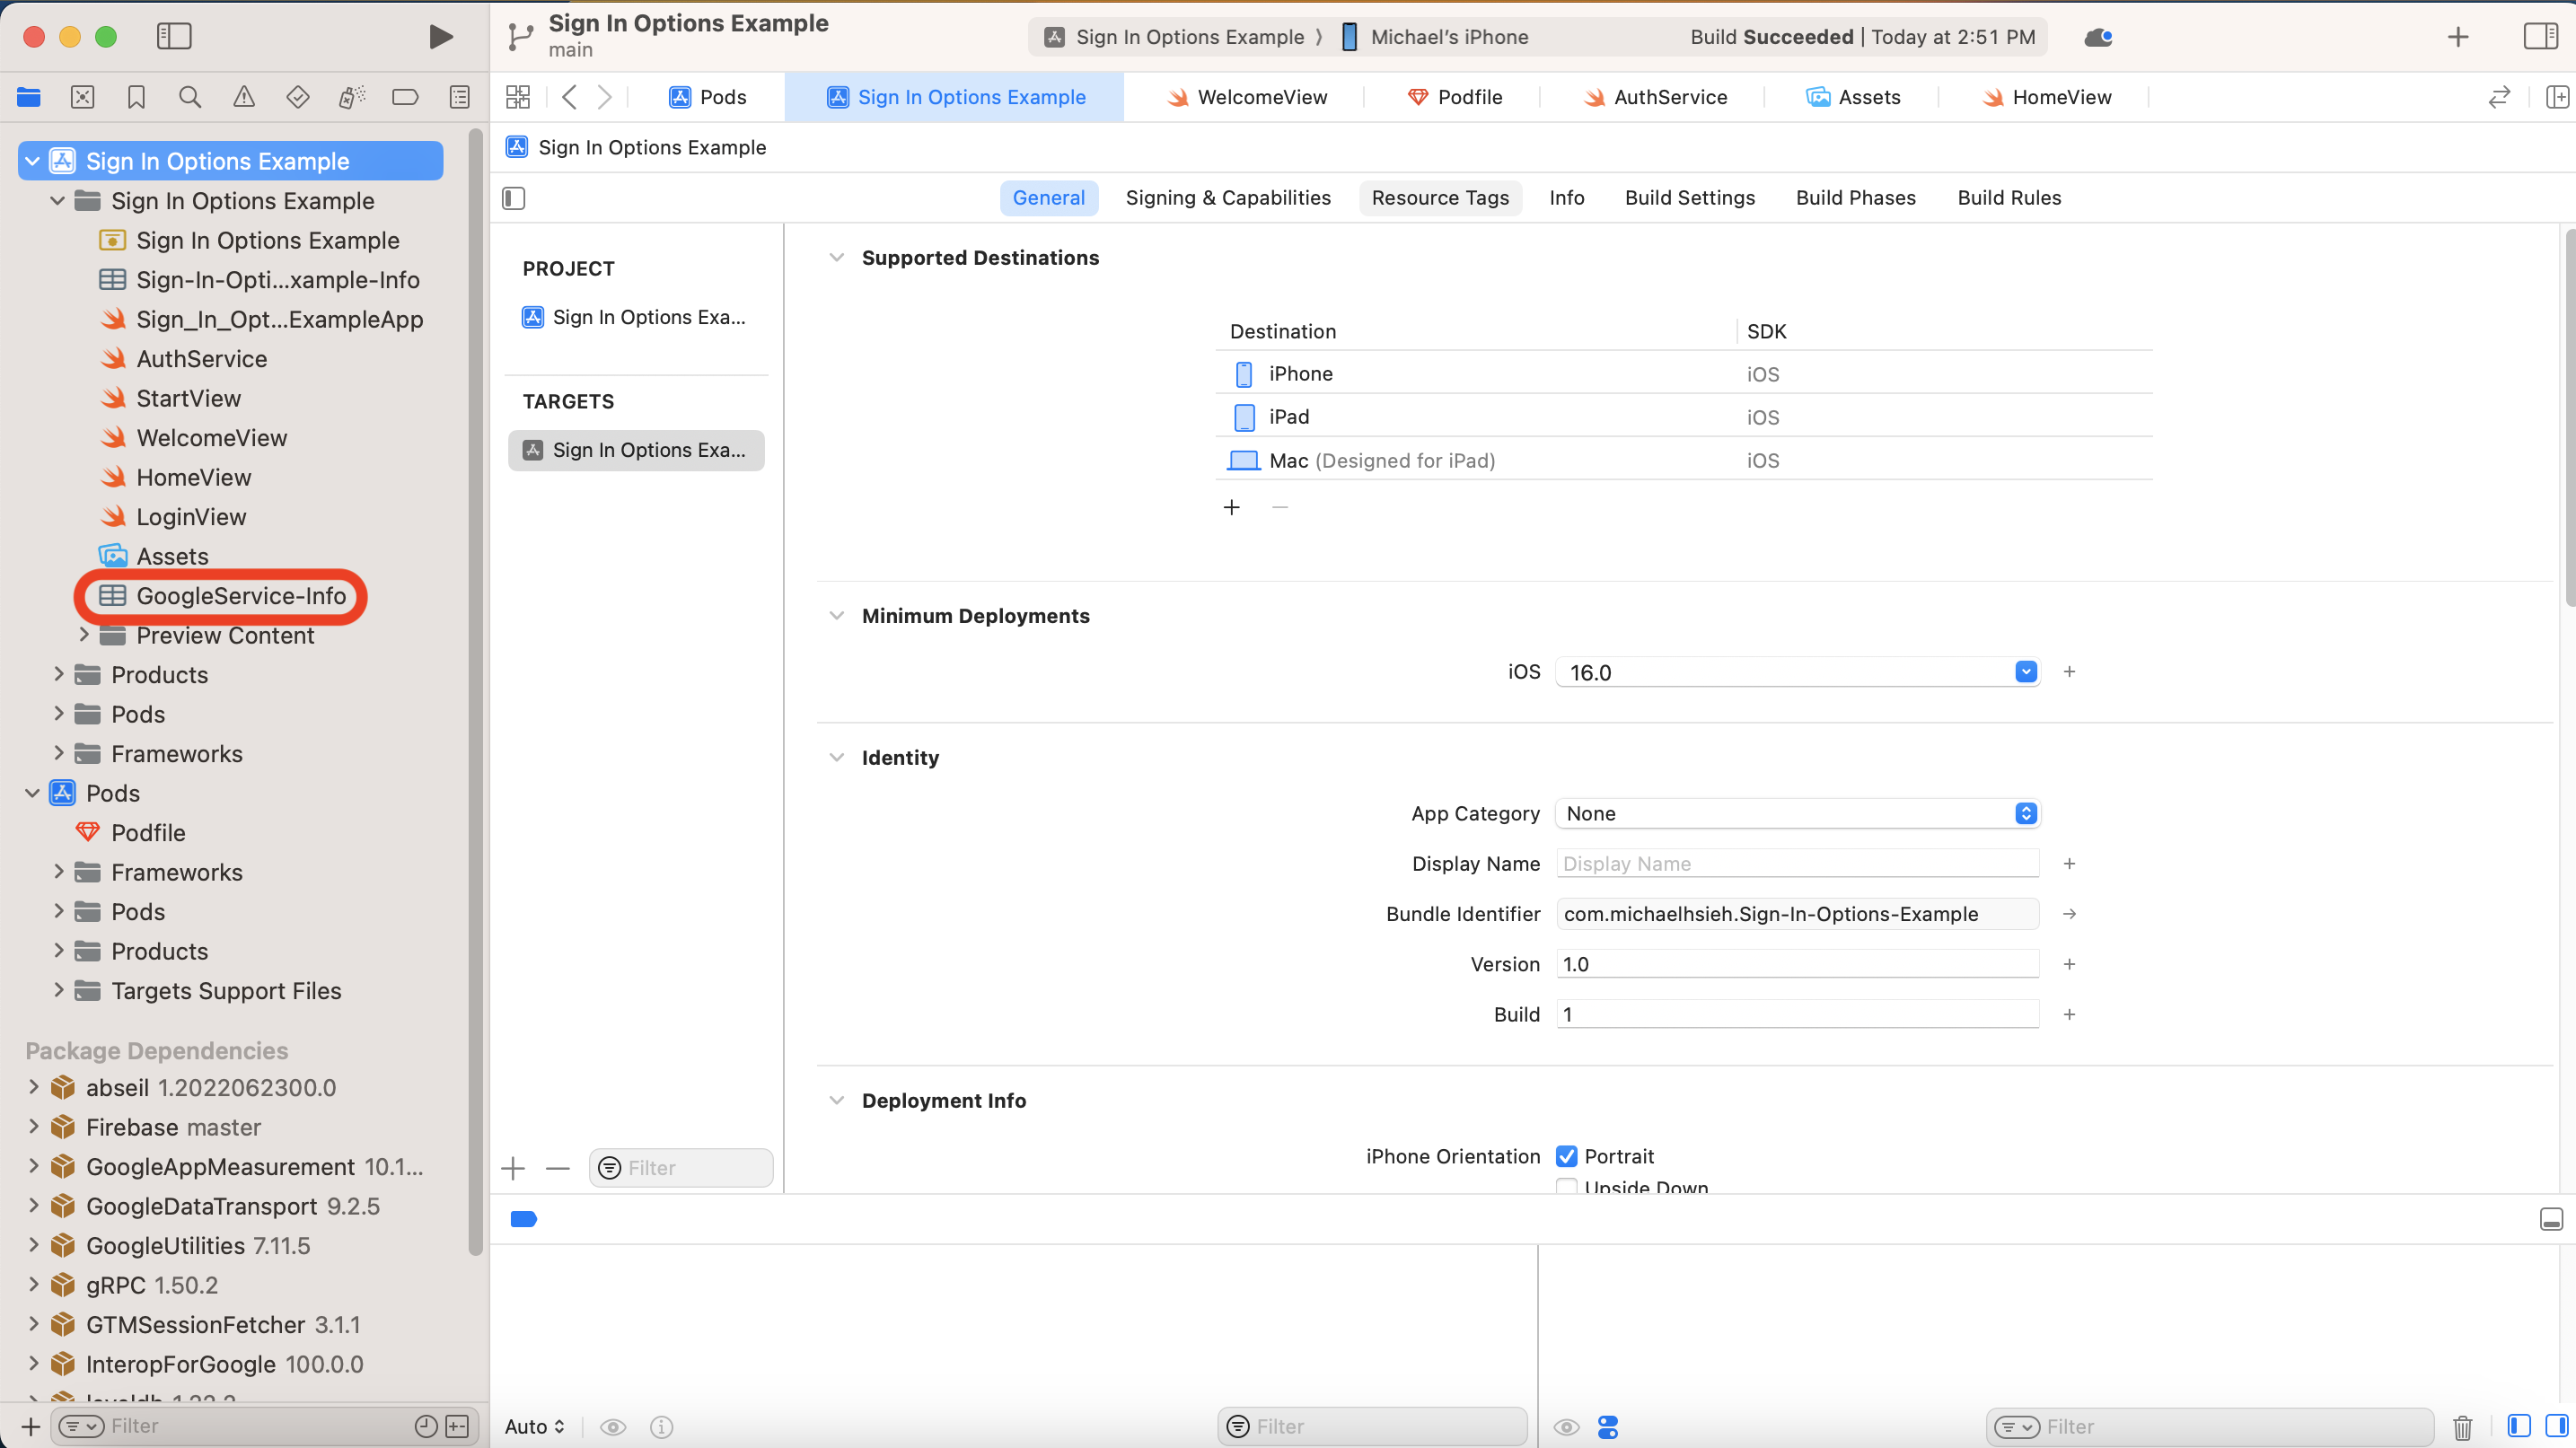 Sign In Options Example
main
Sign In Options Example
Michael's iPhone
Build Succeeded | Today at 2:51 PM
Pods
Sign In Options Example
WelcomeView
Podfile
AuthService
Assets
HomeView
Sign In Options Example
General
Signing & Capabilities
Resource Tags
Info
Build Settings
Build Phases
Build Rules
Sign In Options Example
Sign In Options Example
Sign In Options Example
Sign-In-Opti...xample-Info
Sign_In_Opt...ExampleApp
AuthService
StartView
WelcomeView
HomeView
LoginView
Assets
GoogleService-Info
Preview Content
Products
Pods
Frameworks
Pods
Podfile
Frameworks
Pods
Products
Targets Support Files
Package Dependencies
abseil 1.2022062300.0
Firebase master
GoogleAppMeasurement 10.1...
GoogleDataTransport 9.2.5
GoogleUtilities 7.11.5
gRPC 1.50.2
GTMSessionFetcher 3.1.1
InteropForGoogle 100.0.0
Filter
PROJECT
Sign In Options Exa...
TARGETS
Sign In Options Exa...
Filter
Supported Destinations
Destination
SDK
iPhone
iOS
iPad
iOS
Mac (Designed for iPad)
iOS
Minimum Deployments
iOS
16.0
Identity
App Category
None
Display Name
Display Name
Bundle Identifier
com.michaelhsieh.Sign-In-Options-Example
Version
1.0
Build
1
Deployment Info
iPhone Orientation
Portrait
Upside Down
Auto
Filter
Filter